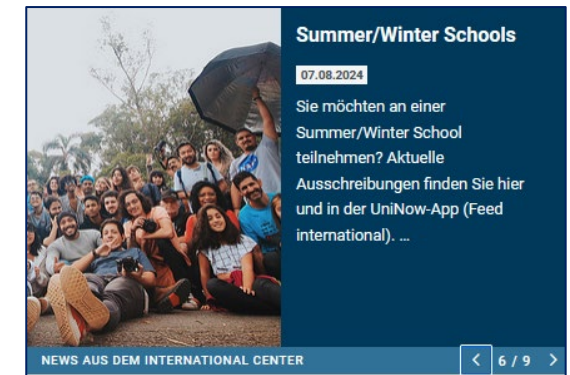 Summer/Winter Schools
07.08.2024
Sie möchten an einer
Summer/Winter School
teilnehmen? Aktuelle
Ausschreibungen finden Sie hier
und in der UniNow-App (Feed
international). ...
NEWS AUS DEM INTERNATIONAL CENTER
6 / 9